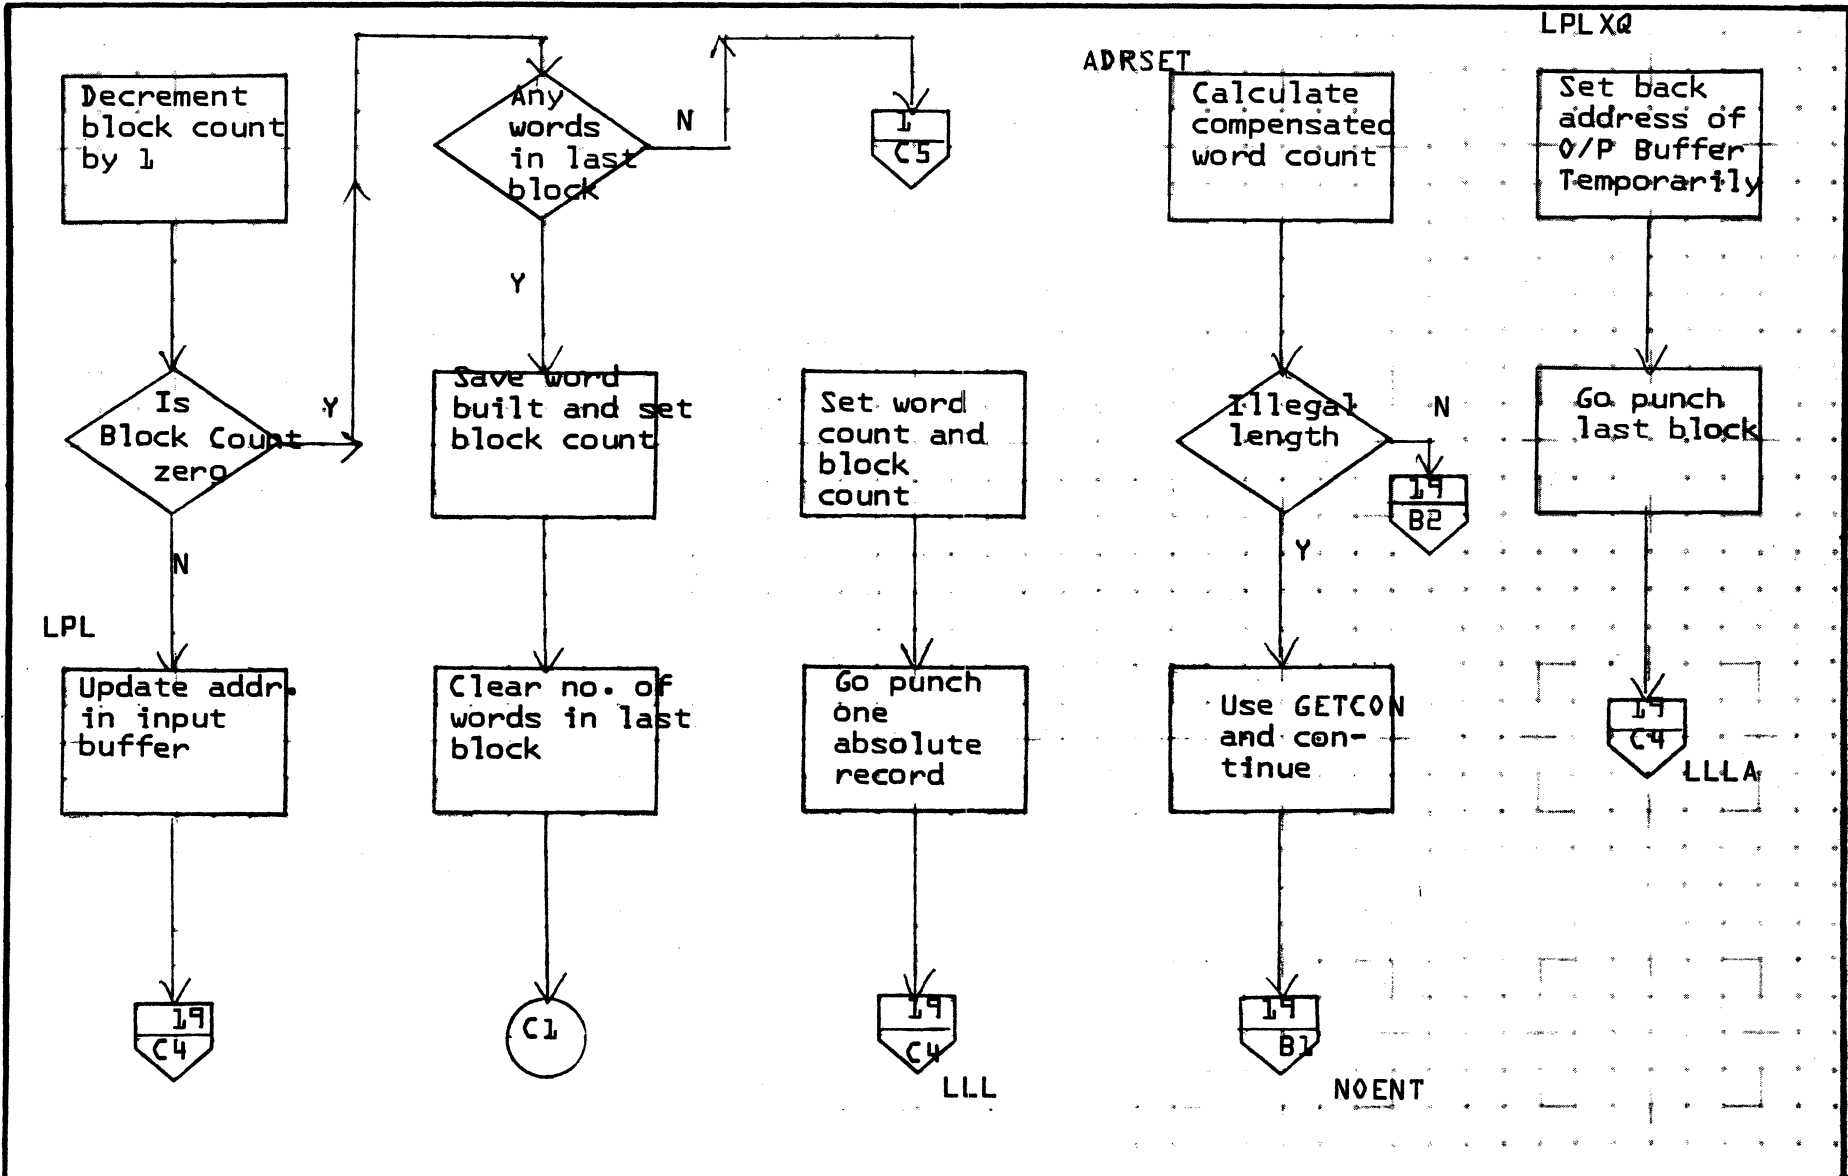 Decrement
block count
by 1
Is
Block Count
zero
Y
N
LPL
Update addr.
in input
buffer
19
C4
Any
words
in last
block
N
Y
Save word
built and set
block count
Clear no. of
words in last
block
C1
1
C5
Set word
count and
block
count
Go punch
one
absolute
record
19
C4
LLL
ADRSET
Calculate
compensated
word count
Illegal
length
N
19
B2
Y
Use GETCON
and con-
tinue
19
B1
NOENT
LPLXQ
Set back
address of
O/P Buffer
Temporarily
Go punch
last block
19
C4
LLLA